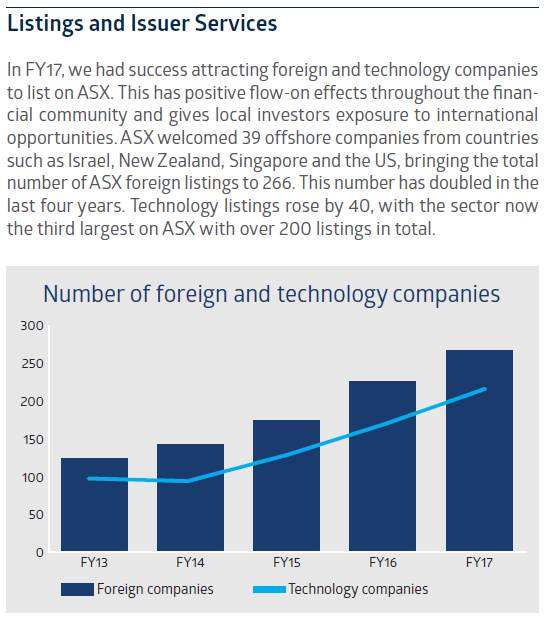 Listings and Issuer Services
In FY17, we had success attracting foreign and technology companies
to list on ASX. This has positive flow-on effects throughout the finan-
cial community and gives local investors exposure to international
opportunities. ASX welcomed 39 offshore companies from countries
such as Israel, New Zealand, Singapore and the US, bringing the total
number of ASX foreign listings to 266. This number has doubled in the
last four years. Technology listings rose by 40, with the sector now
the third largest on ASX with over 200 listings in total.
Number of foreign and technology companies
300
250
200
150
100
50
0
FY13 FY14 FY15 FY16 FY17
Foreign companies Technology companies